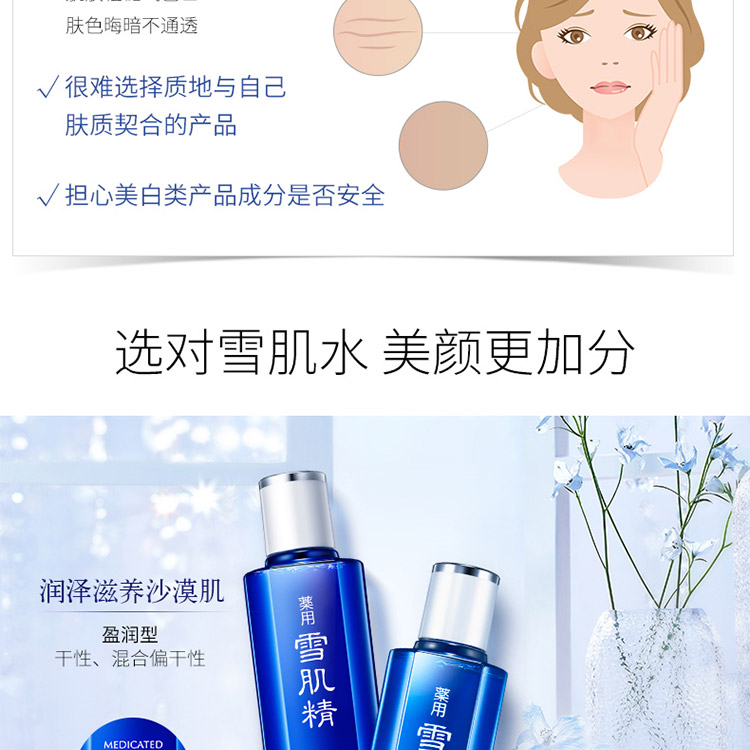 肤色晦暗不通透
✓ 很难选择质地与自己
肤质契合的产品
✓ 担心美白类产品成分是否安全
选对雪肌水 美颜更加分
润泽滋养沙漠肌
盈润型
干性、混合偏干性
薬用
雪肌精
薬用
雪
MEDICATED